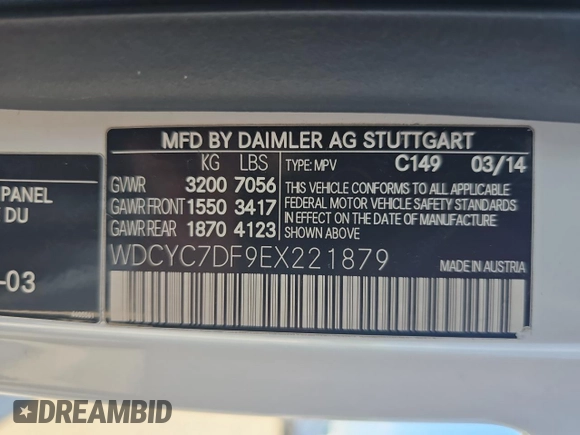 MFD BY DAIMLER AG STUTTGART
KG LBS
GVWR 3200 7056
GAWR FRONT 1550 3417
GAWR REAR 1870 4123
TYPE: MPV C149 03/14
THIS VEHICLE CONFORMS TO ALL APPLICABLE
FEDERAL MOTOR VEHICLE SAFETY STANDARDS
IN EFFECT ON THE DATE OF MANUFACTURE
SHOWN ABOVE.
WDCYC7DF9EX221879
MADE IN AUSTRIA
PANEL
DU
-03
DREAMBID